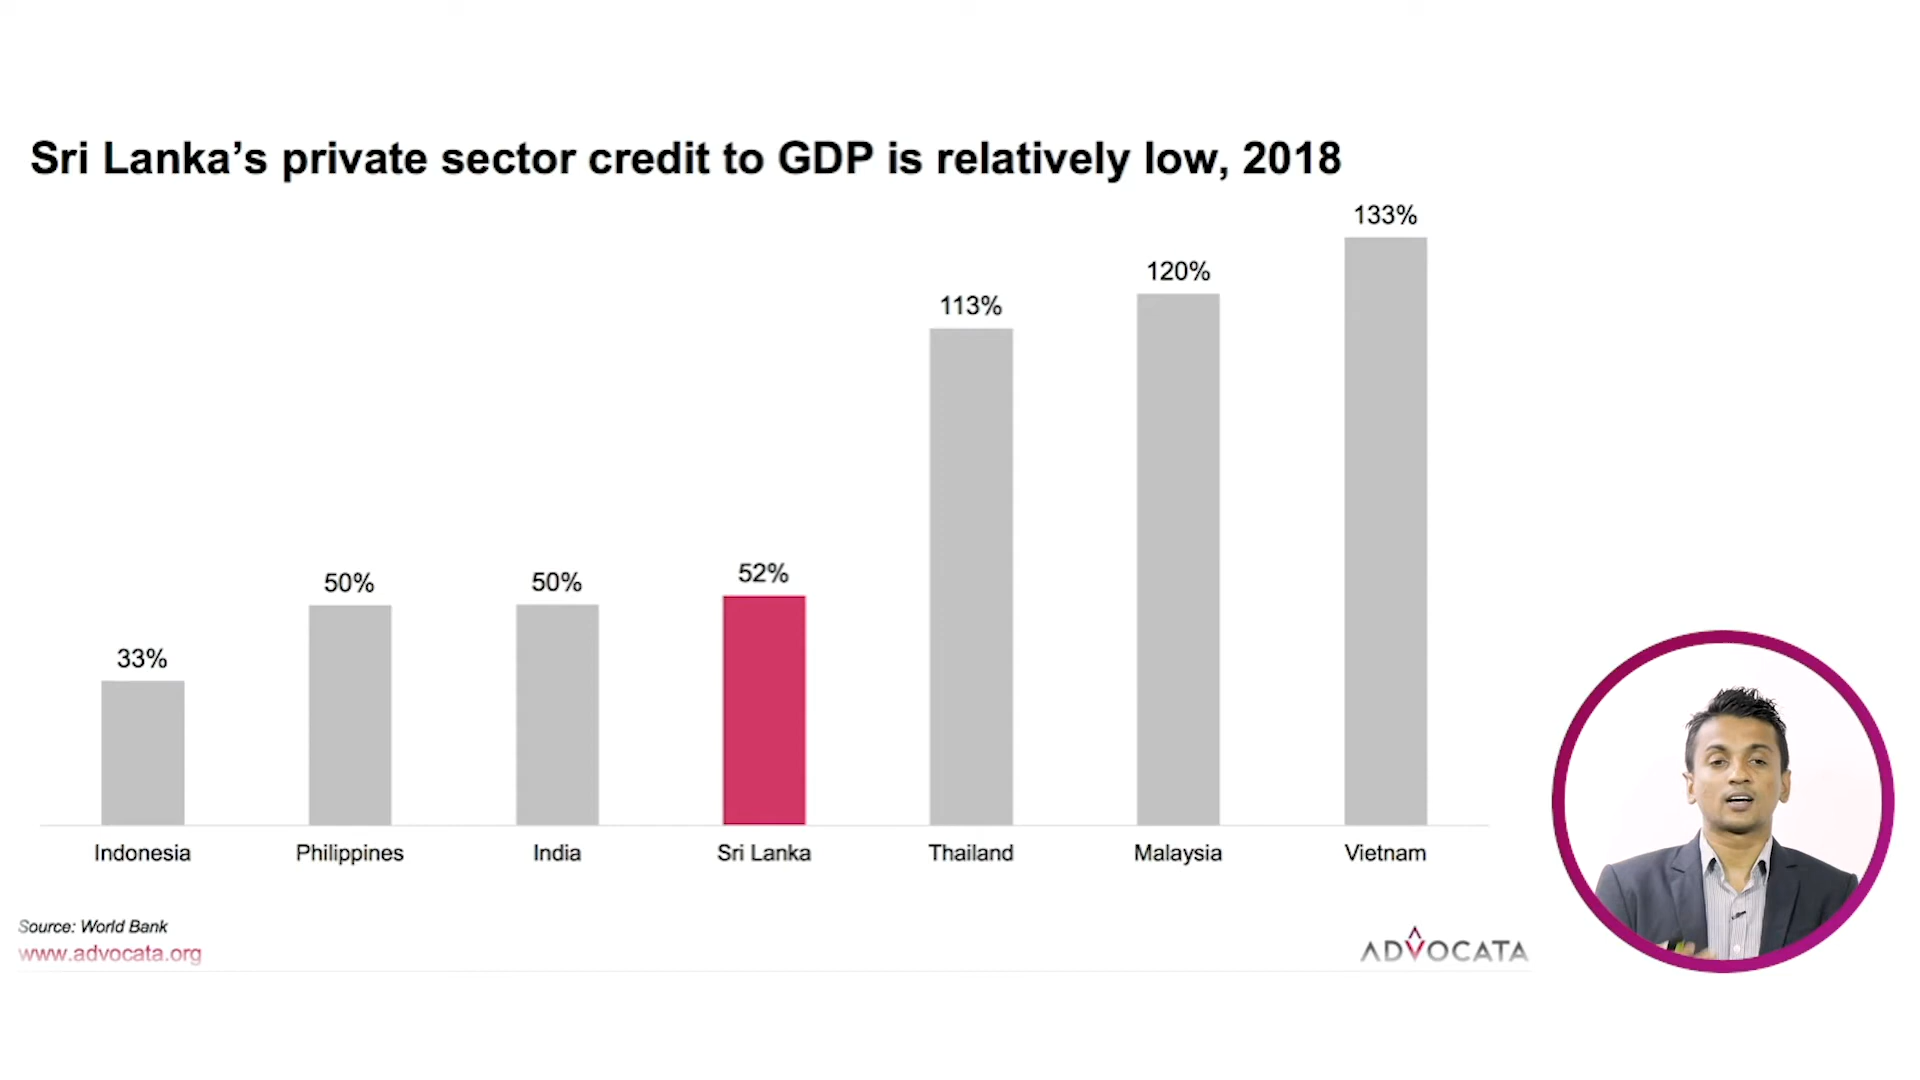 Sri Lanka’s private sector credit to GDP is relatively low, 2018
133%
120%
113%
52%
50%
50%
33%
Indonesia
Philippines
India
Sri Lanka
Thailand
Malaysia
Vietnam
Source: World Bank
www.advocata.org
ADVOCATA